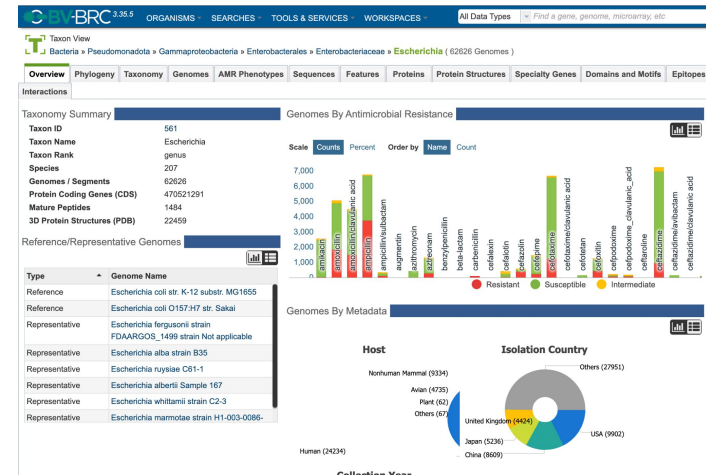 BV-BRC 3.35.5 ORGANISMS SEARCHES TOOLS & SERVICES WORKSPACES All Data Types Find a gene, genome, microarray, etc
Taxon View
Bacteria » Pseudomonadota » Gammaproteobacteria » Enterobacterales » Enterobacteriaceae » Escherichia ( 62626 Genomes )
Overview Phylogeny Taxonomy Genomes AMR Phenotypes Sequences Features Proteins Protein Structures Specialty Genes Domains and Motifs Epitopes
Interactions
Taxonomy Summary
Taxon ID 561
Taxon Name Escherichia
Taxon Rank genus
Species 207
Genomes / Segments 62626
Protein Coding Genes (CDS) 470521291
Mature Peptides 1484
3D Protein Structures (PDB) 22459
Reference/Representative Genomes
Type Genome Name
Reference Escherichia coli str. K-12 substr. MG1655
Reference Escherichia coli O157:H7 str. Sakai
Representative Escherichia fergusonii strain
FDAARGOS_1499 strain Not applicable
Representative Escherichia alba strain B35
Representative Escherichia ruysiae C61-1
Representative Escherichia albertii Sample 167
Representative Escherichia whittamii strain C2-3
Representative Escherichia marmotae strain H1-003-0086-
Genomes By Antimicrobial Resistance
Scale Counts Percent Order by Name Count
7,000
6,000
5,000
4,000
3,000
2,000
1,000
0
amikacin
amoxicillin
amoxicillin/clavulanic acid
ampicillin
ampicillin/sulbactam
augmentin
azithromycin
aztreonam
benzylpenicillin
beta-lactam
carbenicillin
cefalexin
cefalotin
cefazolin
cefepime
cefotaxime
cefotaxime/clavulanic acid
cefotetan
cefoxitin
cefpodoxime
cefpodoxime_clavulanic_acid
ceftaroline
ceftazidime
ceftazidime/avibactam
ceftazidime/clavulanic acid
Resistant Susceptible Intermediate
Genomes By Metadata
Host
Nonhuman Mammal (9334)
Avian (4735)
Plant (62)
Others (67)
Human (24234)
Isolation Country
Others (27951)
United Kingdom (4424)
Japan (5236)
China (8609)
USA (9902)
Collection Year